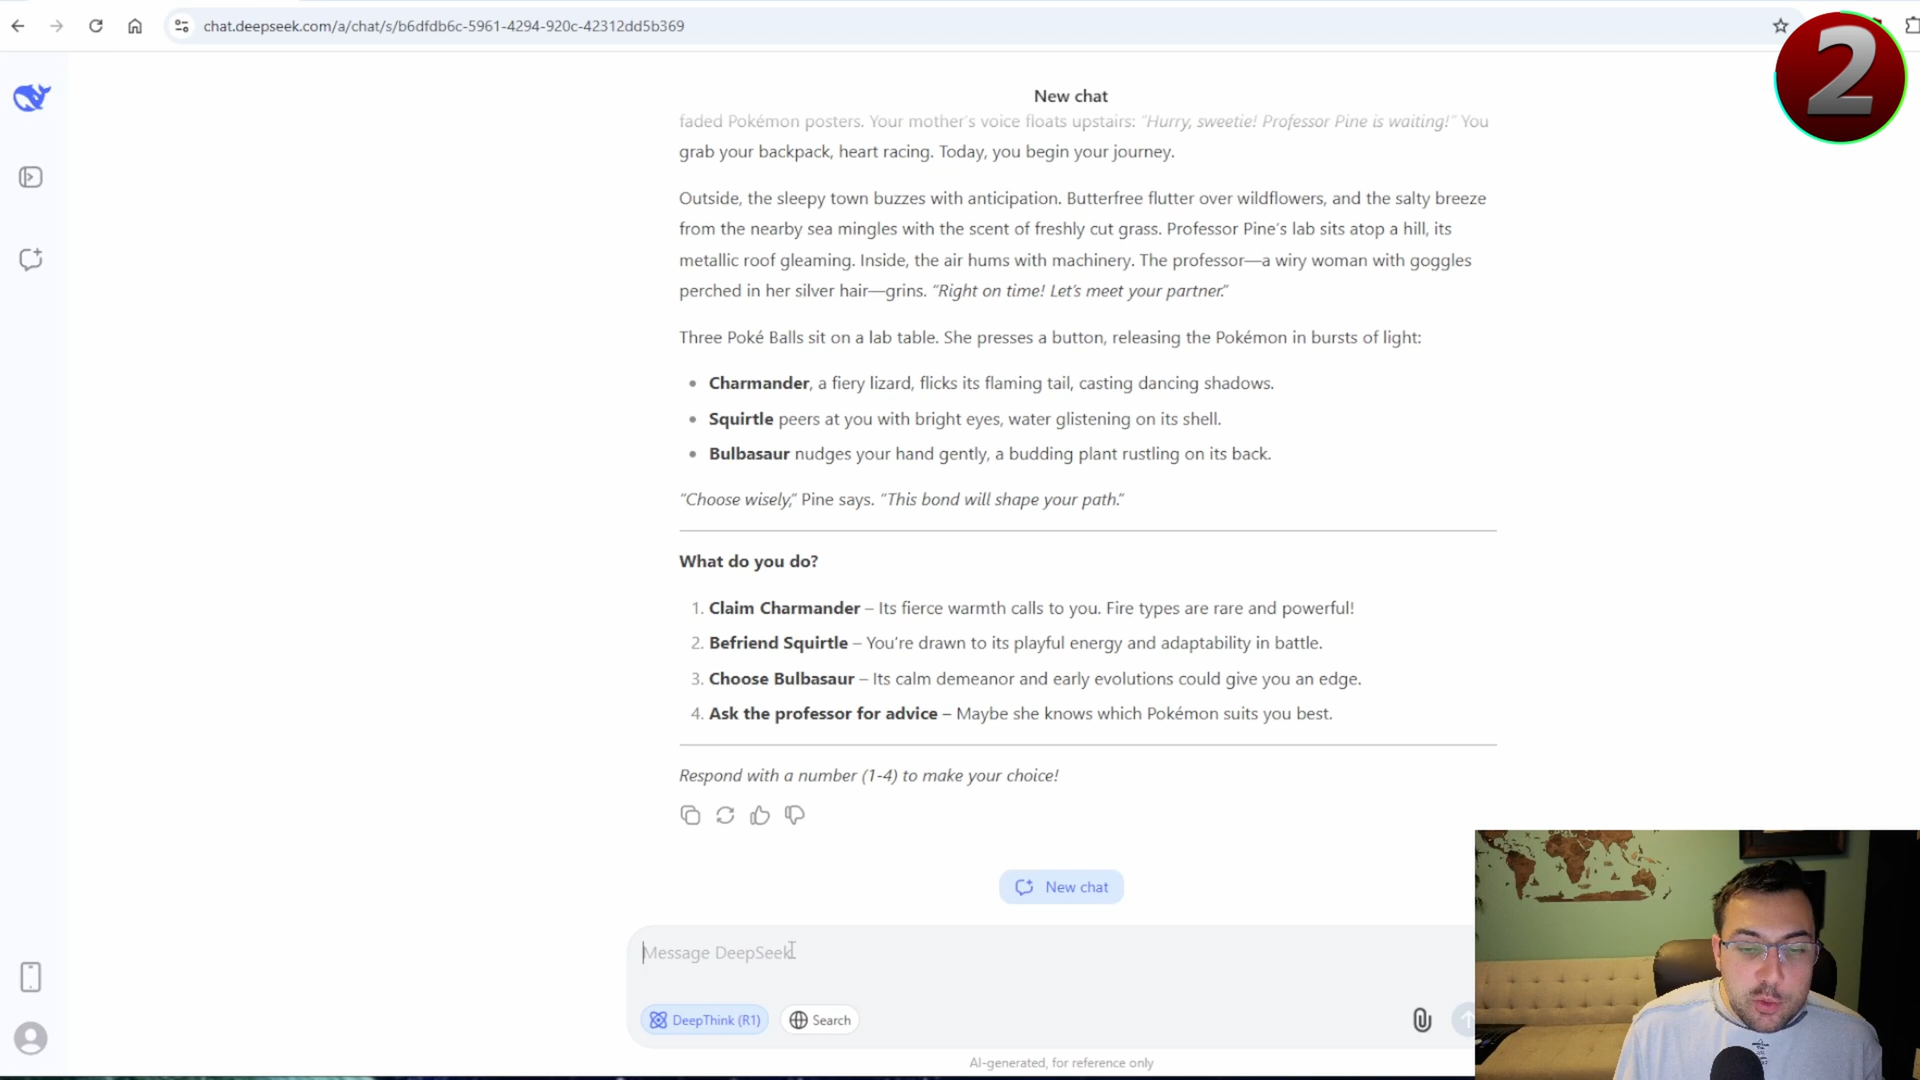 chat.deepseek.com/a/chat/s/b6dfdb6c-5961-4294-920c-42312dd5b369
2
New chat
faded Pokémon posters. Your mother's voice floats upstairs: “Hurry, sweetie! Professor Pine is waiting!” You
grab your backpack, heart racing. Today, you begin your journey.
Outside, the sleepy town buzzes with anticipation. Butterfree flutter over wildflowers, and the salty breeze
from the nearby sea mingles with the scent of freshly cut grass. Professor Pine's lab sits atop a hill, its
metallic roof gleaming. Inside, the air hums with machinery. The professor—a wiry woman with goggles
perched in her silver hair—grins. “Right on time! Let's meet your partner.”
Three Poké Balls sit on a lab table. She presses a button, releasing the Pokémon in bursts of light:
• Charmander, a fiery lizard, flicks its flaming tail, casting dancing shadows.
• Squirtle peers at you with bright eyes, water glistening on its shell.
• Bulbasaur nudges your hand gently, a budding plant rustling on its back.
“Choose wisely,” Pine says. “This bond will shape your path.”
What do you do?
1. Claim Charmander – Its fierce warmth calls to you. Fire types are rare and powerful!
2. Befriend Squirtle – You're drawn to its playful energy and adaptability in battle.
3. Choose Bulbasaur – Its calm demeanor and early evolutions could give you an edge.
4. Ask the professor for advice – Maybe she knows which Pokémon suits you best.
Respond with a number (1-4) to make your choice!
New chat
Message DeepSeek
DeepThink (R1) Search
AI-generated, for reference only